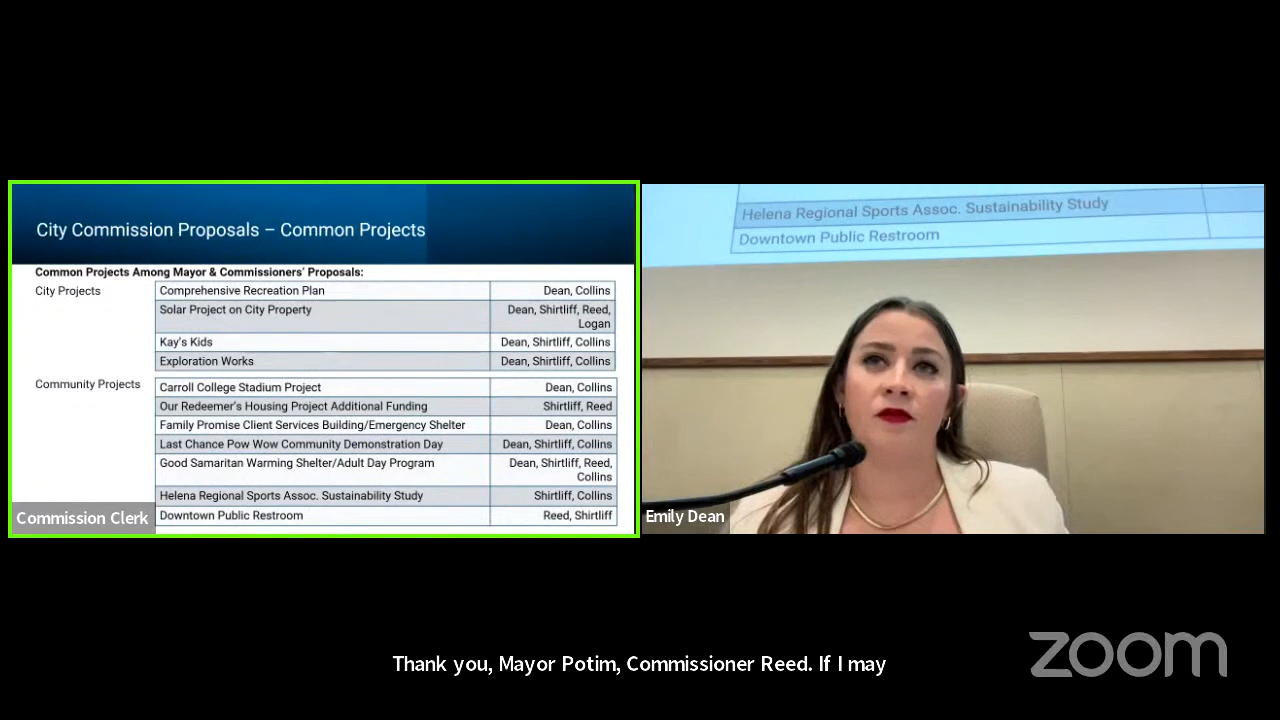 City Commission Proposals – Common Projects
Common Projects Among Mayor & Commissioners' Proposals:
City Projects
Comprehensive Recreation Plan
Dean, Collins
Solar Project on City Property
Dean, Shirtliff, Reed,
Logan
Kay's Kids
Dean, Shirtliff, Collins
Exploration Works
Dean, Shirtliff, Collins
Community Projects
Carroll College Stadium Project
Dean, Collins
Our Redeemer's Housing Project Additional Funding
Shirtliff, Reed
Family Promise Client Services Building/Emergency Shelter
Dean, Collins
Last Chance Pow Wow Community Demonstration Day
Dean, Shirtliff, Collins
Good Samaritan Warming Shelter/Adult Day Program
Dean, Shirtliff, Reed,
Collins
Helena Regional Sports Assoc. Sustainability Study
Shirtliff, Collins
Downtown Public Restroom
Reed, Shirtliff
Commission Clerk
Helena Regional Sports Assoc. Sustainability Study
Downtown Public Restroom
Emily Dean
Thank you, Mayor Potim, Commissioner Reed. If I may
zoom